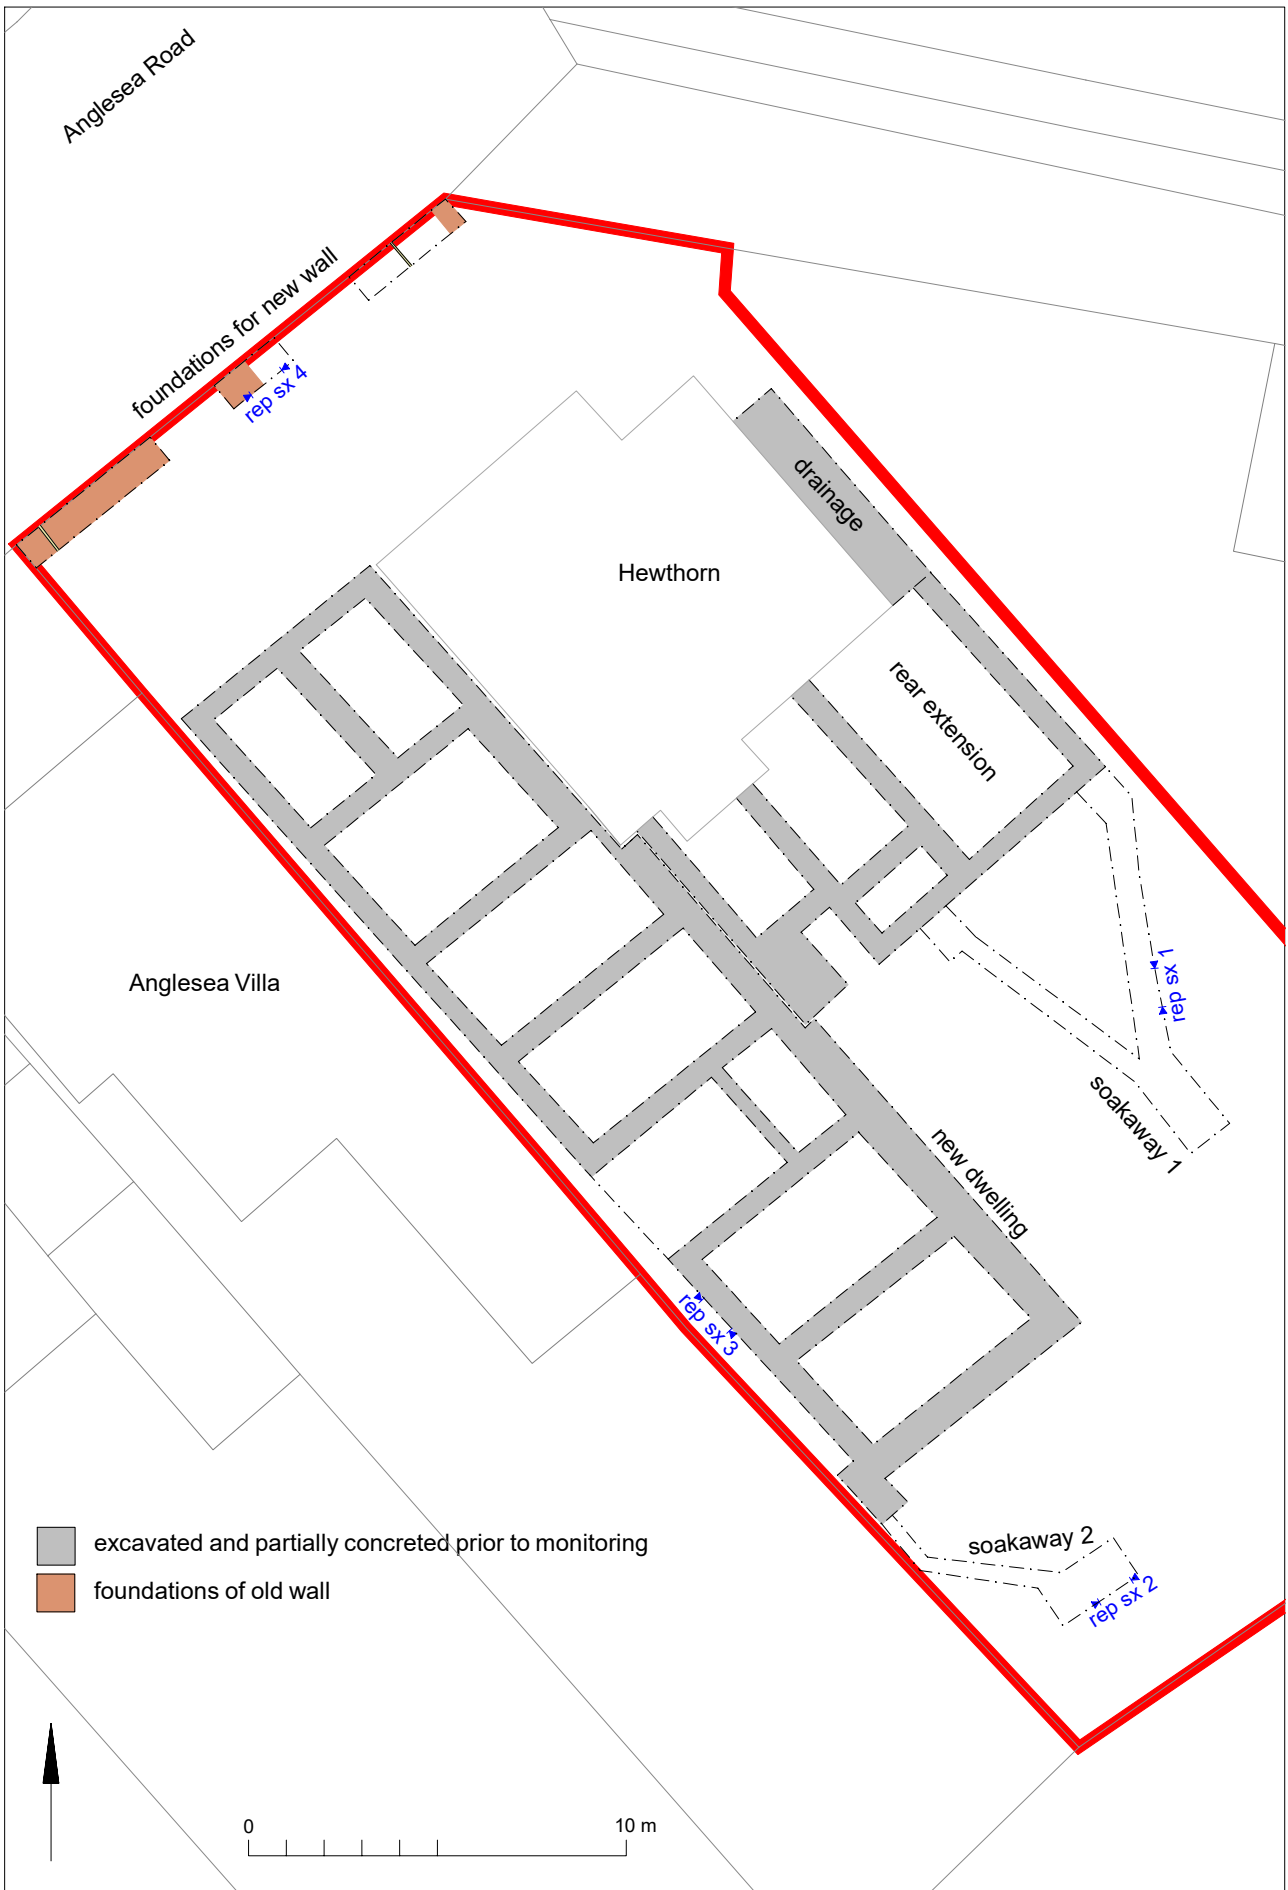 Anglesea Road
foundations for new wall
rep sx 4
drainage
Hewthorn
rear extension
Anglesea Villa
rep sx 1
soakaway 1
new dwelling
rep sx 3
soakaway 2
rep sx 2
excavated and partially concreted prior to monitoring
foundations of old wall
0 10 m